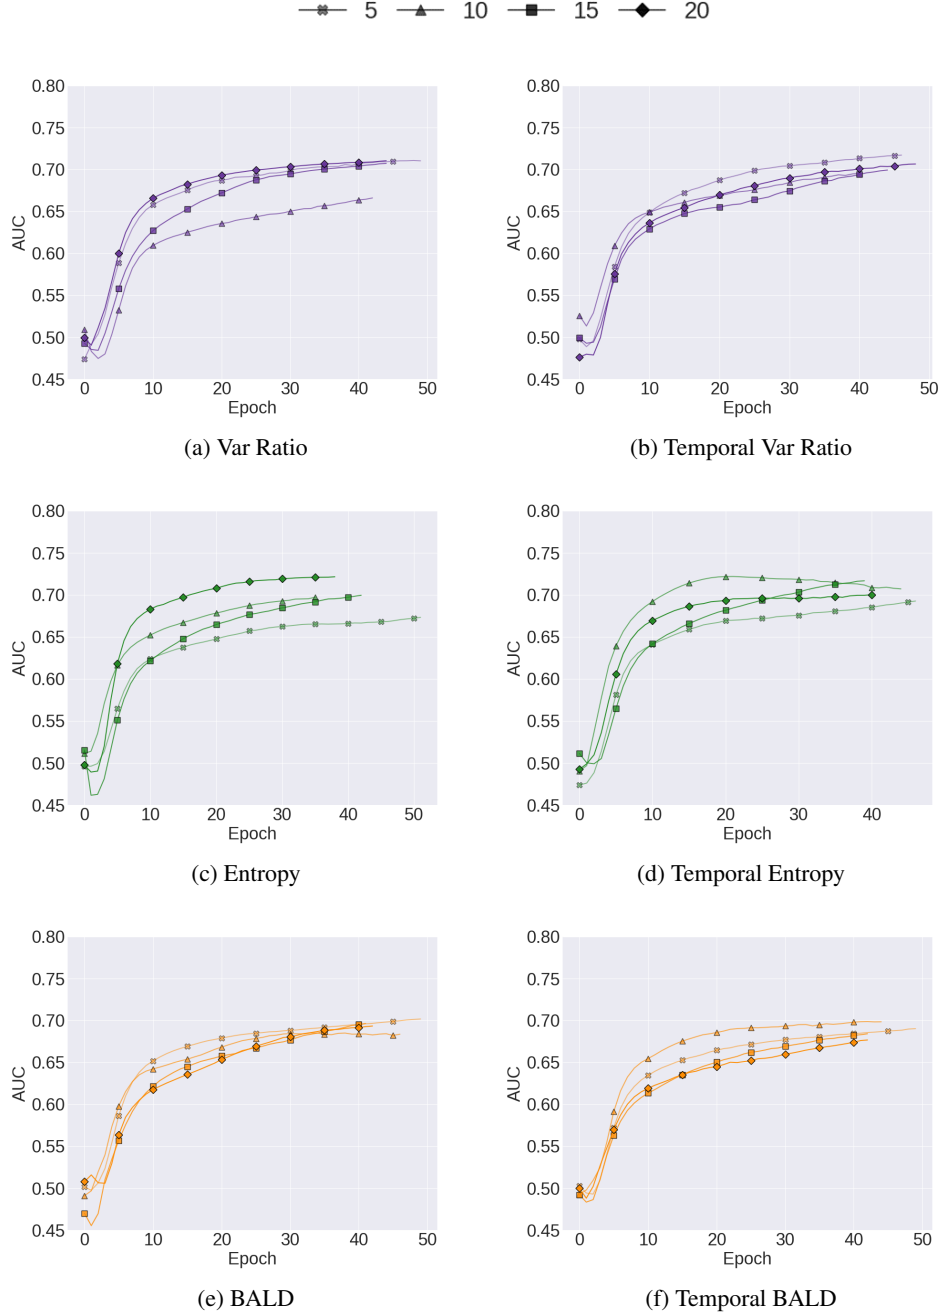 5 10 15 20
0.80 0.80
0.75 0.75
0.70 0.70
0.65 0.65
AUC AUC
0.60 0.60
0.55 0.55
0.50 0.50
0.45 0.45
0 10 20 30 40 50 0 10 20 30 40 50
Epoch Epoch
(a) Var Ratio (b) Temporal Var Ratio
0.80 0.80
0.75 0.75
0.70 0.70
0.65 0.65
AUC AUC
0.60 0.60
0.55 0.55
0.50 0.50
0.45 0.45
0 10 20 30 40 50 0 10 20 30 40
Epoch Epoch
(c) Entropy (d) Temporal Entropy
0.80 0.80
0.75 0.75
0.70 0.70
0.65 0.65
AUC AUC
0.60 0.60
0.55 0.55
0.50 0.50
0.45 0.45
0 10 20 30 40 50 0 10 20 30 40 50
Epoch Epoch
(e) BALD (f) Temporal BALD